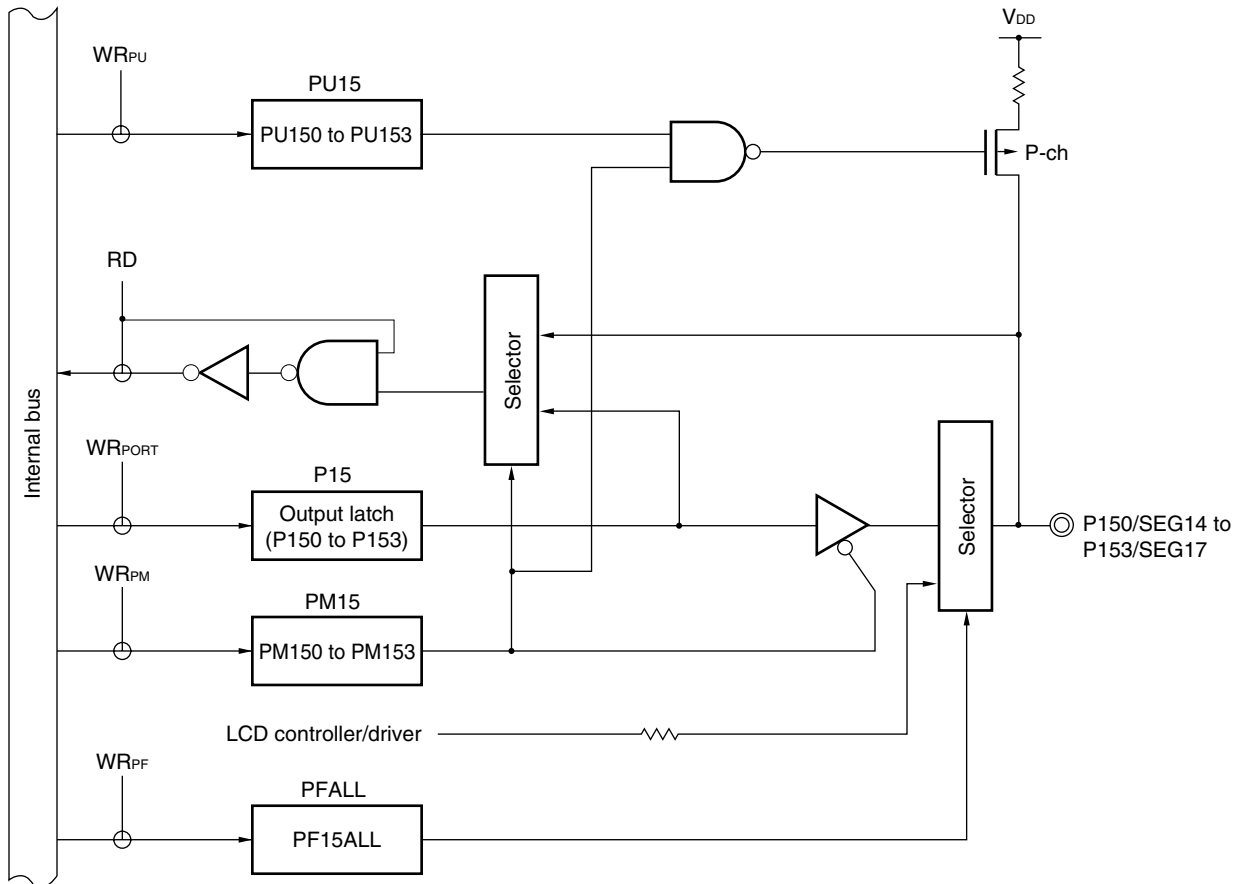 VDD
WRPU
PU15
PU150 to PU153
P-ch
RD
Selector
Internal bus
WRPORT
P15
Output latch
(P150 to P153)
Selector
P150/SEG14 to
P153/SEG17
WRPM
PM15
PM150 to PM153
LCD controller/driver
WRPF
PFALL
PF15ALL